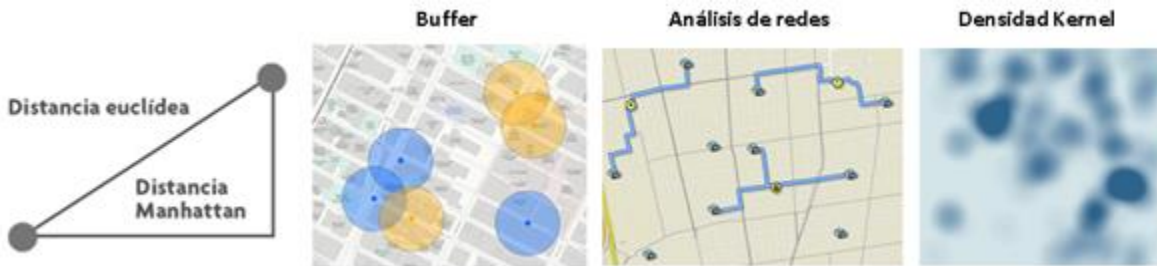 Buffer
Análisis de redes
Densidad Kernel
Distancia euclídea
Distancia
Manhattan